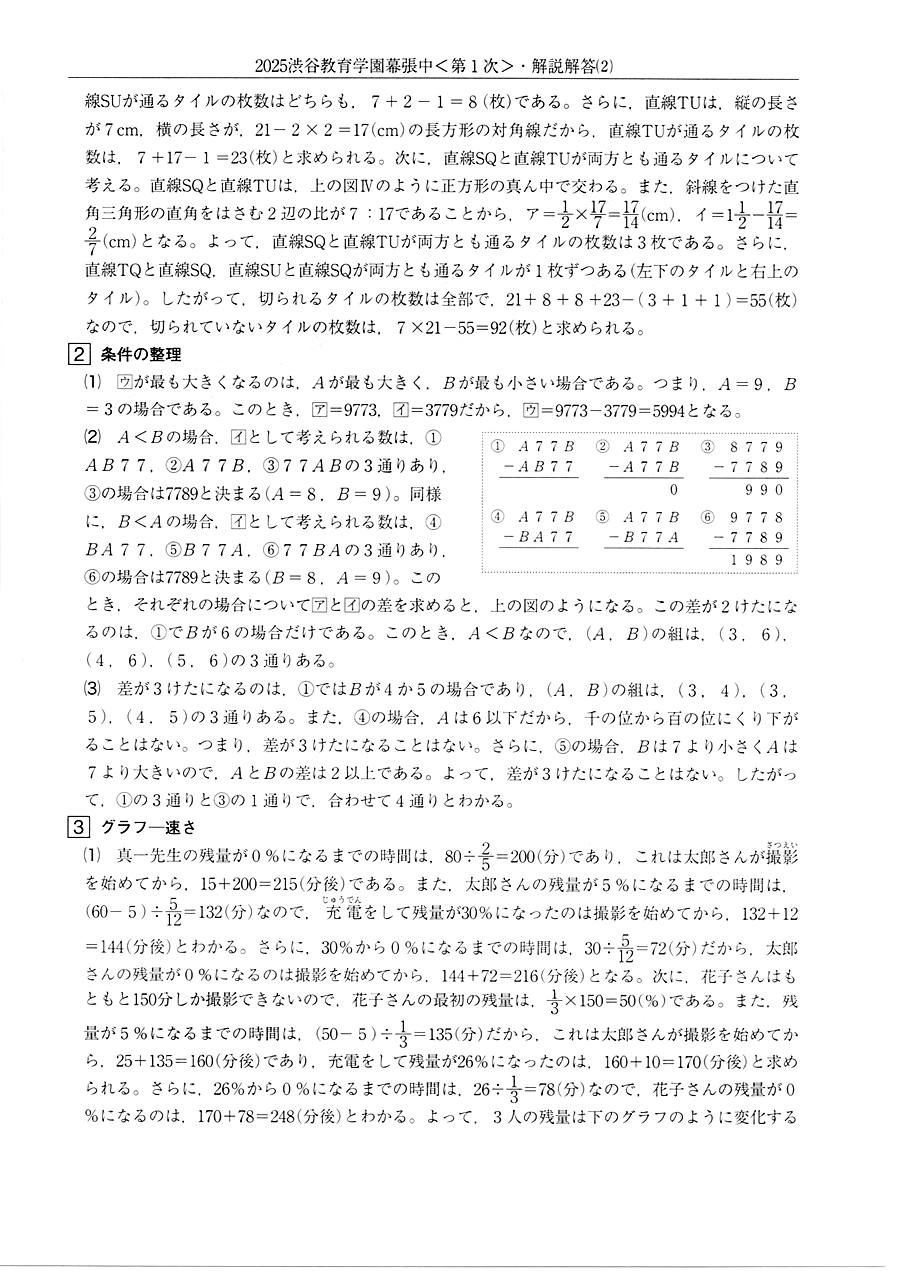 2025渋谷教育学園幕張中＜第１次＞・解説解答⑵
線SUが通るタイルの枚数はどちらも，７＋２－１＝８(枚)である。さらに，直線TUは，縦の長さ
が７cm，横の長さが，21－２×２＝17(cm)の長方形の対角線だから，直線TUが通るタイルの枚
数は，７＋17－１＝23(枚)と求められる。次に，直線SQと直線TUが両方とも通るタイルについて
考える。直線SQと直線TUは，上の図Ⅳのように正方形の真ん中で交わる。また，斜線をつけた直
角三角形の直角をはさむ２辺の比が７：17であることから，ア＝1/2×17/7＝17/14(cm)，イ＝1 1/2－17/14＝
2/7(cm)となる。よって，直線SQと直線TUが両方とも通るタイルの枚数は３枚である。さらに，
直線TQと直線SQ，直線SUと直線SQが両方とも通るタイルが１枚ずつある(左下のタイルと右上の
タイル)。したがって，切られるタイルの枚数は全部で，21＋８＋８＋23－(３＋１＋１)＝55(枚)
なので，切られていないタイルの枚数は，７×21－55＝92(枚)と求められる。
2 条件の整理
⑴ ウが最も大きくなるのは，Aが最も大きく，Bが最も小さい場合である。つまり，A＝９，B
＝３の場合である。このとき，ア＝9773，イ＝3779だから，ウ＝9773－3779＝5994となる。
⑵ A＜Bの場合，イとして考えられる数は，①
AB７７，②A７７B，③７７ABの３通りあり，
③の場合は7789と決まる(A＝８，B＝９)。同様
に，B＜Aの場合，イとして考えられる数は，④
BA７７，⑤B７７A，⑥７７BAの３通りあり，
⑥の場合は7789と決まる(B＝８，A＝９)。この
① A７７B ② A７７B ③ ８７７９
－AB７７ －A７７B －７７８９
０ ９９０
④ A７７B ⑤ A７７B ⑥ ９７７８
－BA７７ －B７７A －７７８９
１９８９
とき，それぞれの場合についてアとイの差を求めると，上の図のようになる。この差が２けたにな
るのは，①でBが６の場合だけである。このとき，A＜Bなので，(A，B)の組は，(３，６)，
(４，６)，(５，６)の３通りある。
⑶ 差が３けたになるのは，①ではBが４か５の場合であり，(A，B)の組は，(３，４)，(３，
５)，(４，５)の３通りある。また，④の場合，Aは６以下だから，千の位から百の位にくり下が
ることはない。つまり，差が３けたになることはない。さらに，⑤の場合，Bは７より小さくAは
７より大きいので，AとBの差は２以上である。よって，差が３けたになることはない。したがっ
て，①の３通りと③の１通りで，合わせて４通りとわかる。
3 グラフ―速さ
⑴ 真一先生の残量が０％になるまでの時間は，80÷2/5＝200(分)であり，これは太郎さんが撮影(さつえい)
を始めてから，15＋200＝215(分後)である。また，太郎さんの残量が５％になるまでの時間は，
(60－５)÷5/12＝132(分)なので，充電(じゅうでん)をして残量が30％になったのは撮影を始めてから，132＋12
＝144(分後)とわかる。さらに，30％から０％になるまでの時間は，30÷5/12＝72(分)だから，太郎
さんの残量が０％になるのは撮影を始めてから，144＋72＝216(分後)となる。次に，花子さんはも
ともと150分しか撮影できないので，花子さんの最初の残量は，1/3×150＝50(％)である。また，残
量が５％になるまでの時間は，(50－５)÷1/3＝135(分)だから，これは太郎さんが撮影を始めてか
ら，25＋135＝160(分後)であり，充電をして残量が26％になったのは，160＋10＝170(分後)と求め
られる。さらに，26％から０％になるまでの時間は，26÷1/3＝78(分)なので，花子さんの残量が０
％になるのは，170＋78＝248(分後)とわかる。よって，３人の残量は下のグラフのように変化する